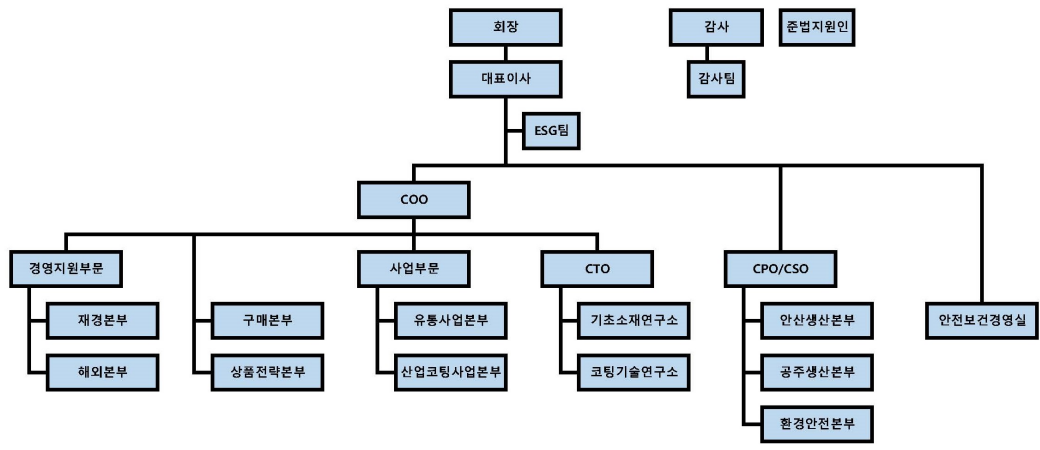 회장
감사
준법지원인
대표이사
감사팀
ESG팀
COO
경영지원부문
사업부문
CTO
CPO/CSO
재경본부
구매본부
유통사업본부
기초소재연구소
안산생산본부
안전보건경영실
해외본부
상품전략본부
산업코팅사업본부
코팅기술연구소
공주생산본부
환경안전본부